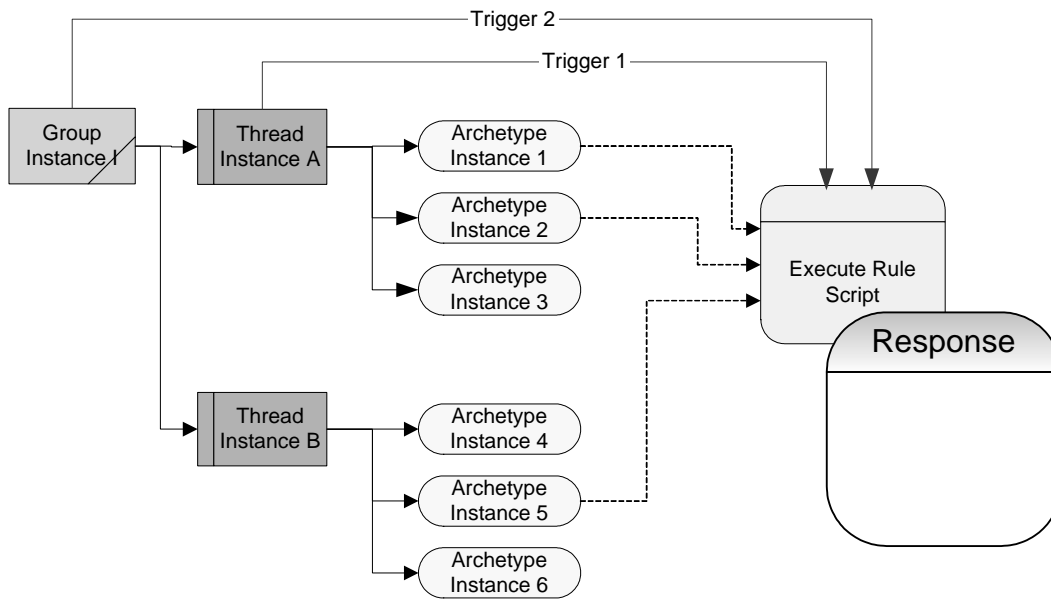 Trigger 2
Trigger 1
Group
Instance I
Thread
Instance A
Archetype
Instance 1
Archetype
Instance 2
Archetype
Instance 3
Execute Rule
Script
Response
Thread
Instance B
Archetype
Instance 4
Archetype
Instance 5
Archetype
Instance 6